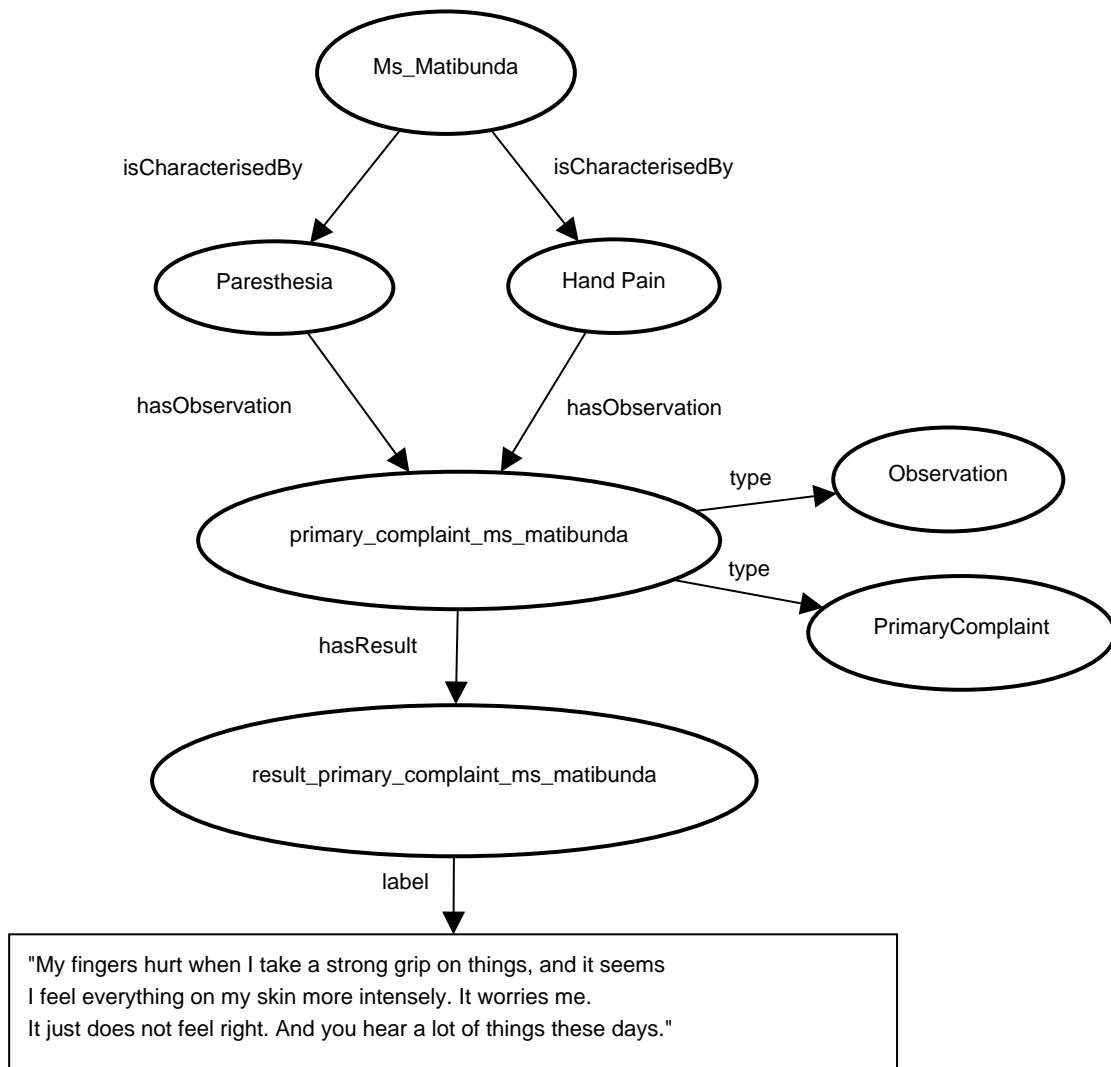 Ms_Matibunda
isCharacterisedBy
isCharacterisedBy
Paresthesia
Hand Pain
hasObservation
hasObservation
Observation
type
primary_complaint_ms_matibunda
type
PrimaryComplaint
hasResult
result_primary_complaint_ms_matibunda
label
"My fingers hurt when I take a strong grip on things, and it seems
I feel everything on my skin more intensely. It worries me.
It just does not feel right. And you hear a lot of things these days."